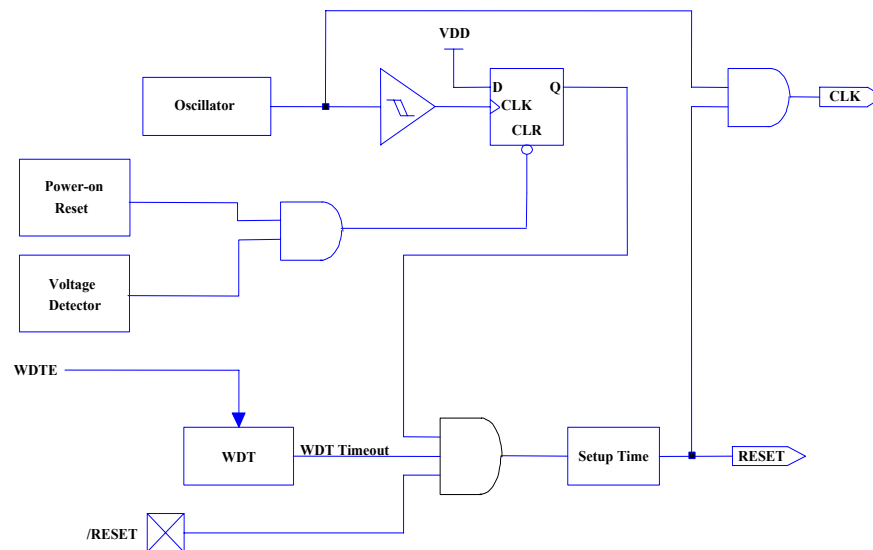 VDD
Oscillator
D
Q
CLK
CLR
CLK
Power-on
Reset
Voltage
Detector
WDTE
WDT
WDT Timeout
Setup Time
RESET
/RESET